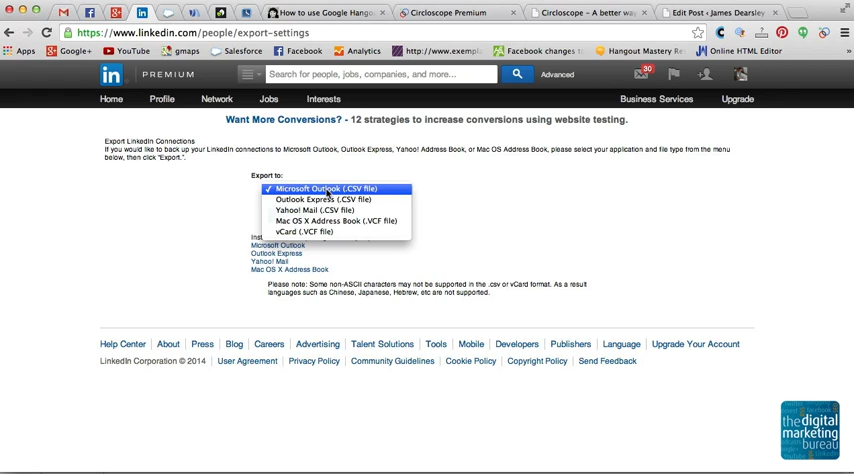 How to use Google Hango
Circloscope Premium
Circloscope – A better way
Edit Post ‹ James Dearsley
https://www.linkedin.com/people/export-settings
Apps
Google+
YouTube
gmaps
Salesforce
Facebook
Analytics
http://www.exempl
Facebook changes t
Hangout Mastery Re
Online HTML Editor
in
PREMIUM
Search for people, jobs, companies, and more...
Advanced
30
Home
Profile
Network
Jobs
Interests
Business Services
Upgrade
Want More Conversions? - 12 strategies to increase conversions using website testing.
Export LinkedIn Connections
If you would like to back up your LinkedIn connections to Microsoft Outlook, Outlook Express, Yahoo! Address Book, or Mac OS Address Book, please select your application and file type from the menu
below, then click "Export.".
Export to:
✓ Microsoft Outlook (.CSV file)
Outlook Express (.CSV file)
Yahoo! Mail (.CSV file)
Mac OS X Address Book (.VCF file)
vCard (.VCF file)
Microsoft Outlook
Outlook Express
Yahoo! Mail
Mac OS X Address Book
Please note: Some non-ASCII characters may not be supported in the .csv or vCard format. As a result
languages such as Chinese, Japanese, Hebrew, etc are not supported.
Help Center
About
Press
Blog
Careers
Advertising
Talent Solutions
Tools
Mobile
Developers
Publishers
Language
Upgrade Your Account
LinkedIn Corporation © 2014
User Agreement
Privacy Policy
Community Guidelines
Cookie Policy
Copyright Policy
Send Feedback
the digital
marketing
bureau